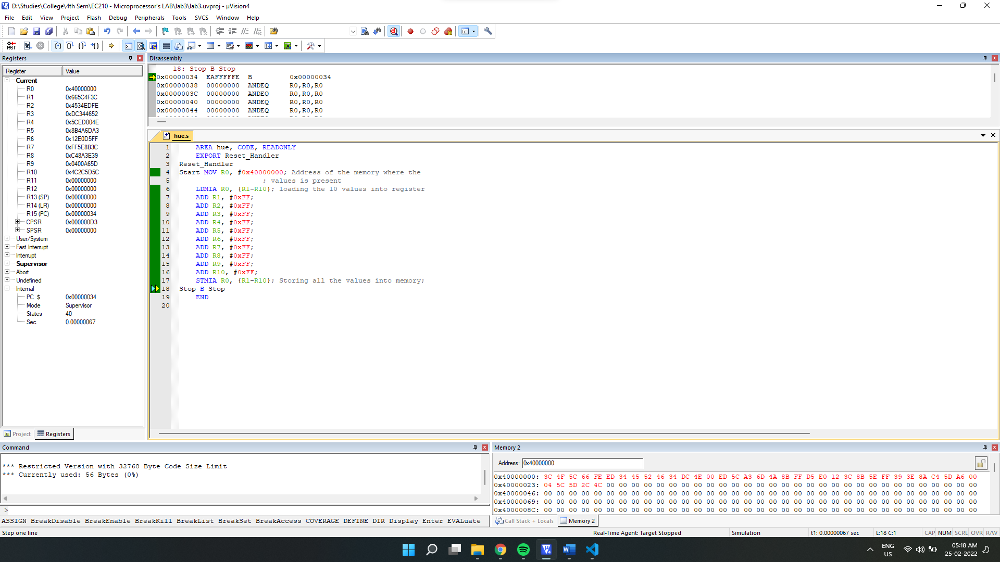 D:\Studies\College\4th Sem\EC210 - Microprocessor's LAB\lab3\lab3.uvproj - µVision4
File Edit View Project Flash Debug Peripherals Tools SVCS Window Help
RST
Registers
Register Value
Current
R0 0x40000000
R1 0x665C4F3C
R2 0x4534EDFE
R3 0xDC344652
R4 0x5CED004E
R5 0x8B4A6DA3
R6 0x12E0D5FF
R7 0xFF5E8B3C
R8 0xC48A3E39
R9 0x0400A65D
R10 0x4C2C5D5C
R11 0x00000000
R12 0x00000000
R13 (SP) 0x00000000
R14 (LR) 0x00000000
R15 (PC) 0x00000034
CPSR 0x000000D3
SPSR 0x00000000
User/System
Fast Interrupt
Interrupt
Supervisor
Abort
Undefined
Internal
PC $ 0x00000034
Mode Supervisor
States 40
Sec 0.00000067
Project Registers
Disassembly
18: Stop B Stop
0x00000034 EAFFFFFE B 0x00000034
0x00000038 00000000 ANDEQ R0,R0,R0
0x0000003C 00000000 ANDEQ R0,R0,R0
0x00000040 00000000 ANDEQ R0,R0,R0
0x00000044 00000000 ANDEQ R0,R0,R0
hue.s
1 AREA hue, CODE, READONLY
2 EXPORT Reset_Handler
3 Reset_Handler
4 Start MOV R0, #0x40000000; Address of the memory where the
5 ; values is present
6 LDMIA R0, {R1-R10}; loading the 10 values into register
7 ADD R1, #0xFF;
8 ADD R2, #0xFF;
9 ADD R3, #0xFF;
10 ADD R4, #0xFF;
11 ADD R5, #0xFF;
12 ADD R6, #0xFF;
13 ADD R7, #0xFF;
14 ADD R8, #0xFF;
15 ADD R9, #0xFF;
16 ADD R10, #0xFF;
17 STMIA R0, {R1-R10}; Storing all the values into memory;
18 Stop B Stop
19 END
20
Command
*** Restricted Version with 32768 Byte Code Size Limit
*** Currently used: 56 Bytes (0%)
>
ASSIGN BreakDisable BreakEnable BreakKill BreakList BreakSet BreakAccess COVERAGE DEFINE DIR Display Enter EVALuate
Memory 2
Address: 0x40000000
0x40000000: 3C 4F 5C 66 FE ED 34 45 52 46 34 DC 4E 00 ED 5C A3 6D 4A 8B FF D5 E0 12 3C 8B 5E FF 39 3E 8A C4 5D A6 00
0x40000023: 04 5C 5D 2C 4C 00 00 00 00 00 00 00 00 00 00 00 00 00 00 00 00 00 00 00 00 00 00 00 00 00 00 00 00 00 00
0x40000046: 00 00 00 00 00 00 00 00 00 00 00 00 00 00 00 00 00 00 00 00 00 00 00 00 00 00 00 00 00 00 00 00 00 00 00
0x40000069: 00 00 00 00 00 00 00 00 00 00 00 00 00 00 00 00 00 00 00 00 00 00 00 00 00 00 00 00 00 00 00 00 00 00 00
0x4000008C: 00 00 00 00 00 00 00 00 00 00 00 00 00 00 00 00 00 00 00 00 00 00 00 00 00 00 00 00 00 00 00 00 00 00 00
Call Stack + Locals Memory 2
Step one line Real-Time Agent: Target Stopped Simulation t1: 0.00000067 sec L:18 C:1 CAP NUM SCRL OVR R/W
ENG
US
05:18 AM
25-02-2022